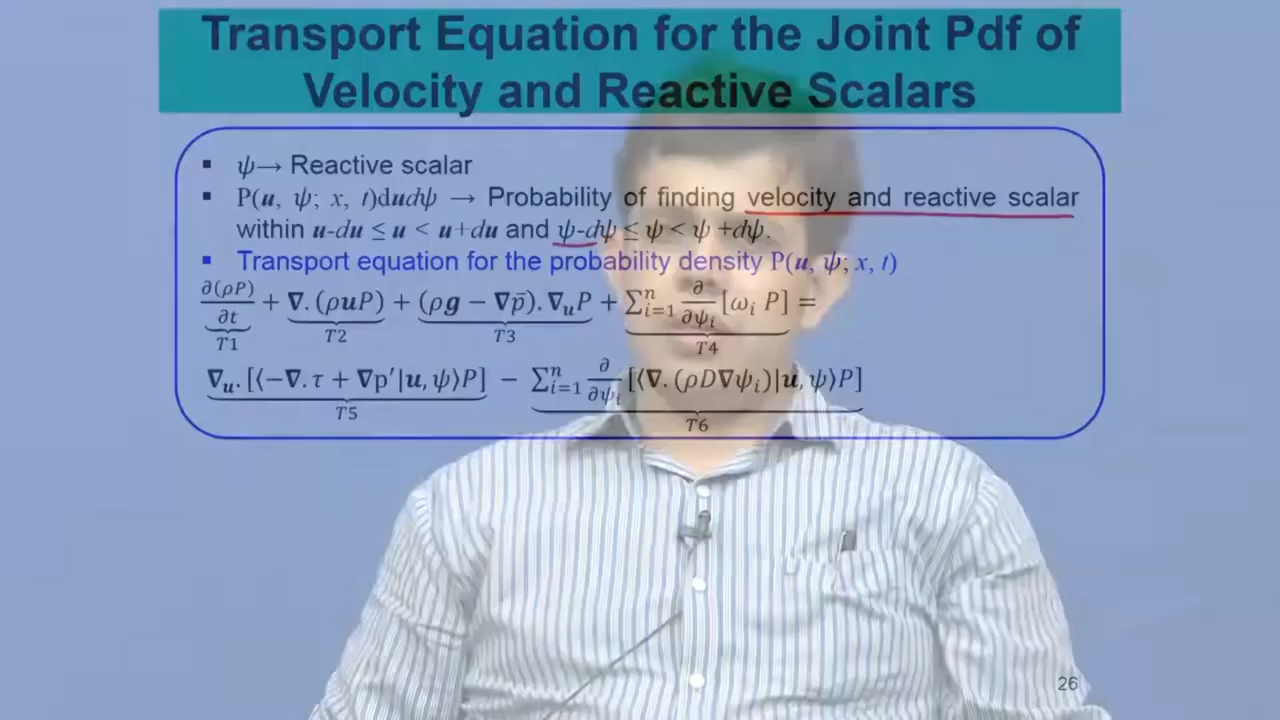 Transport Equation for the Joint Pdf of
Velocity and Reactive Scalars
▪ ψ→ Reactive scalar
▪ P(u, ψ; x, t)dudψ → Probability of finding velocity and reactive scalar
within u-du ≤ u < u+du and ψ-dψ ≤ ψ < ψ +dψ.
▪ Transport equation for the probability density P(u, ψ; x, t)
∂(ρP)/∂t + ∇.(ρuP) + (ρg − ∇p̄).∇ᵤP + ∑ⁿᵢ₌₁ ∂/∂ψᵢ [ωᵢ P] =
T1 T2 T3 T4
∇ᵤ.[⟨−∇.τ + ∇p′|u,ψ⟩P] − ∑ⁿᵢ₌₁ ∂/∂ψᵢ [⟨∇.(ρD∇ψᵢ)|u,ψ⟩P]
T5 T6
26